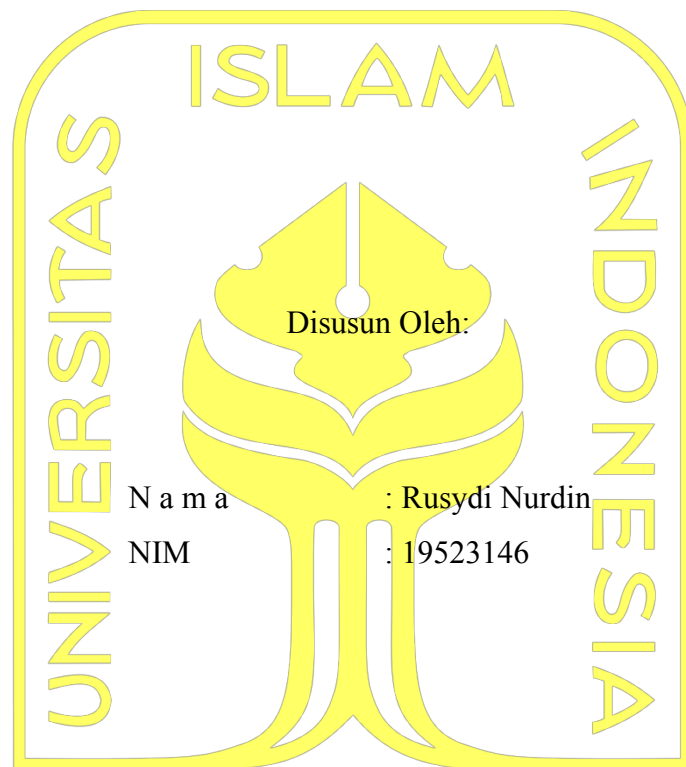 UNIVERSITAS
ISLAM
INDONESIA
Disusun Oleh:
N a m a : Rusydi Nurdin
NIM : 19523146